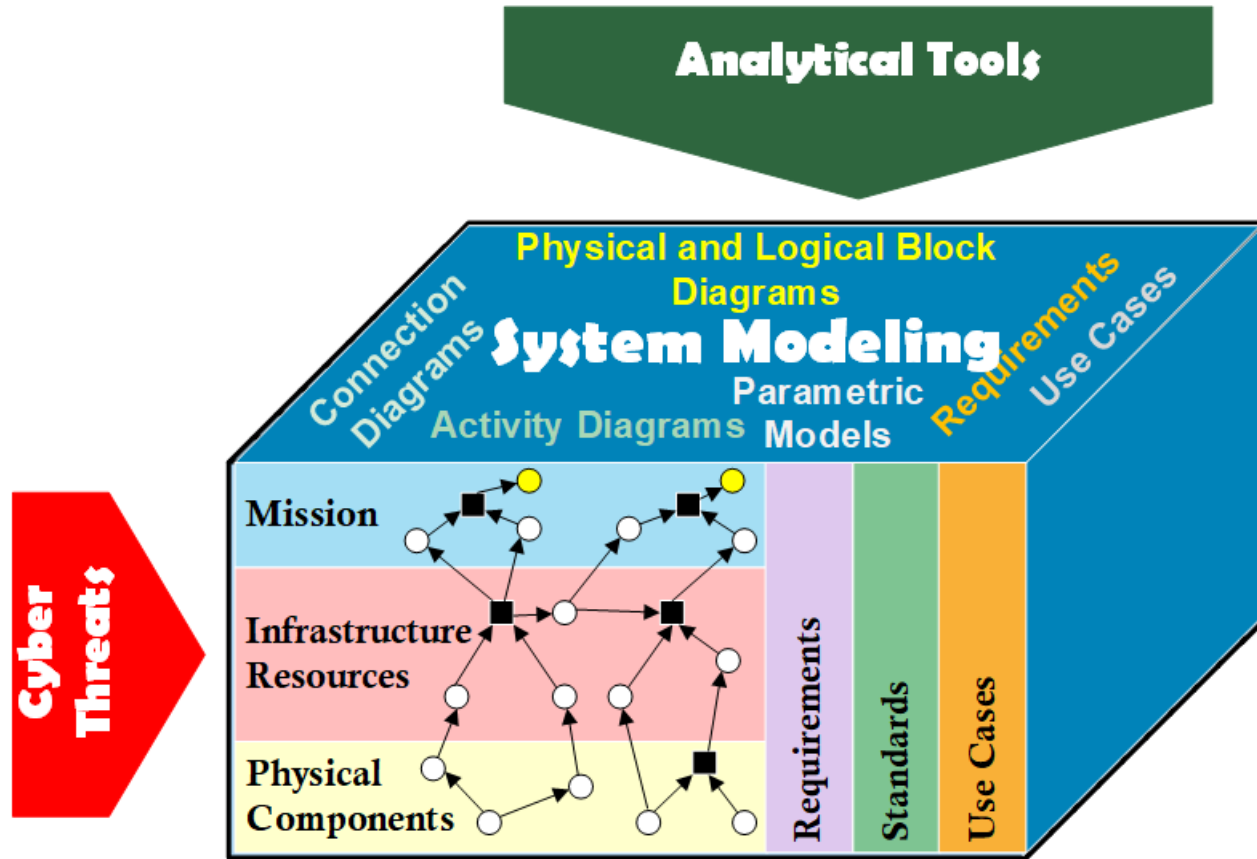 Analytical Tools
Physical and Logical Block
Diagrams
Connection
Diagrams
System Modeling
Requirements
Use Cases
Parametric
Models
Activity Diagrams
Cyber
Threats
Mission
Infrastructure
Resources
Physical
Components
Requirements
Standards
Use Cases